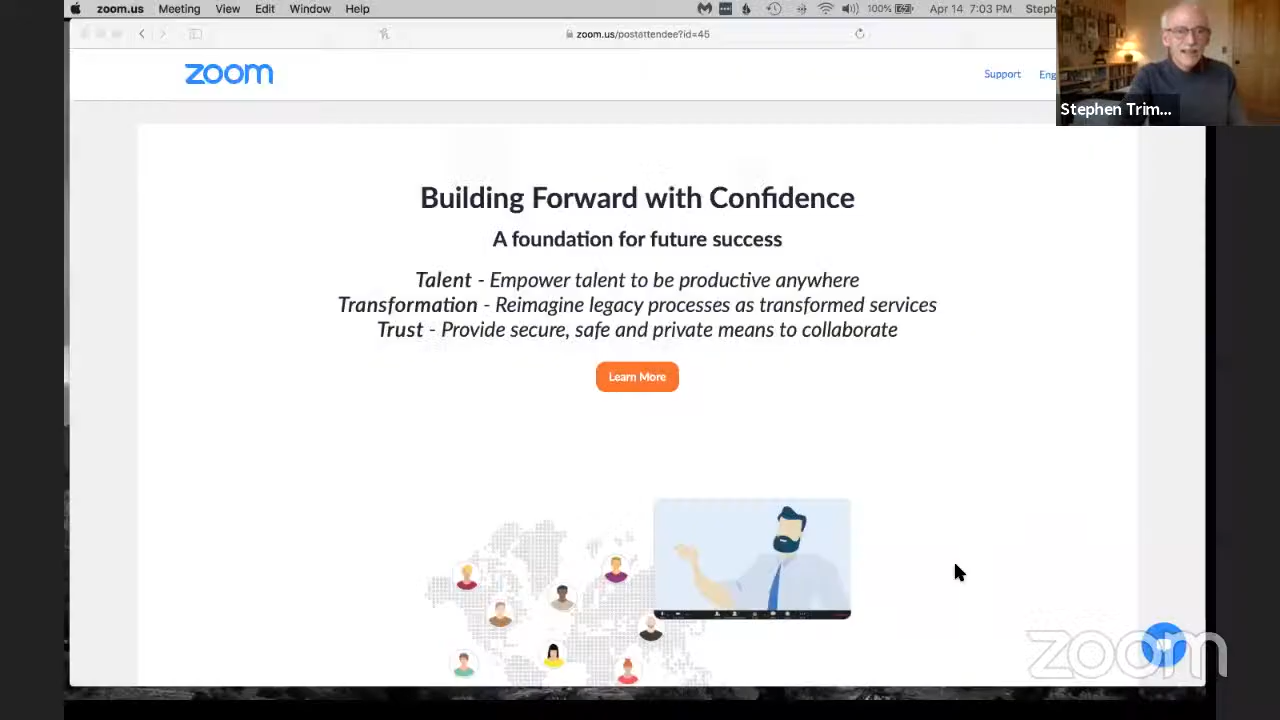 zoom.us Meeting View Edit Window Help 100% Apr 14 7:03 PM Steph
zoom.us/postattendee?id=45
zoom
Support Eng
Stephen Trim...
Building Forward with Confidence
A foundation for future success
Talent - Empower talent to be productive anywhere
Transformation - Reimagine legacy processes as transformed services
Trust - Provide secure, safe and private means to collaborate
Learn More
zoom